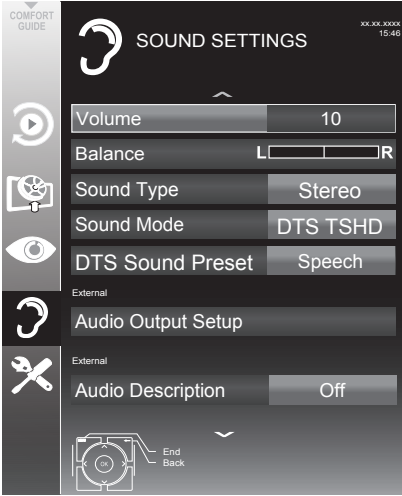 COMFORT
GUIDE
SOUND SETTINGS
xx.xx.xxxx
15:46
Volume 10
Balance L R
Sound Type Stereo
Sound Mode DTS TSHD
DTS Sound Preset Speech
External
Audio Output Setup
External
Audio Description Off
OK
End
Back